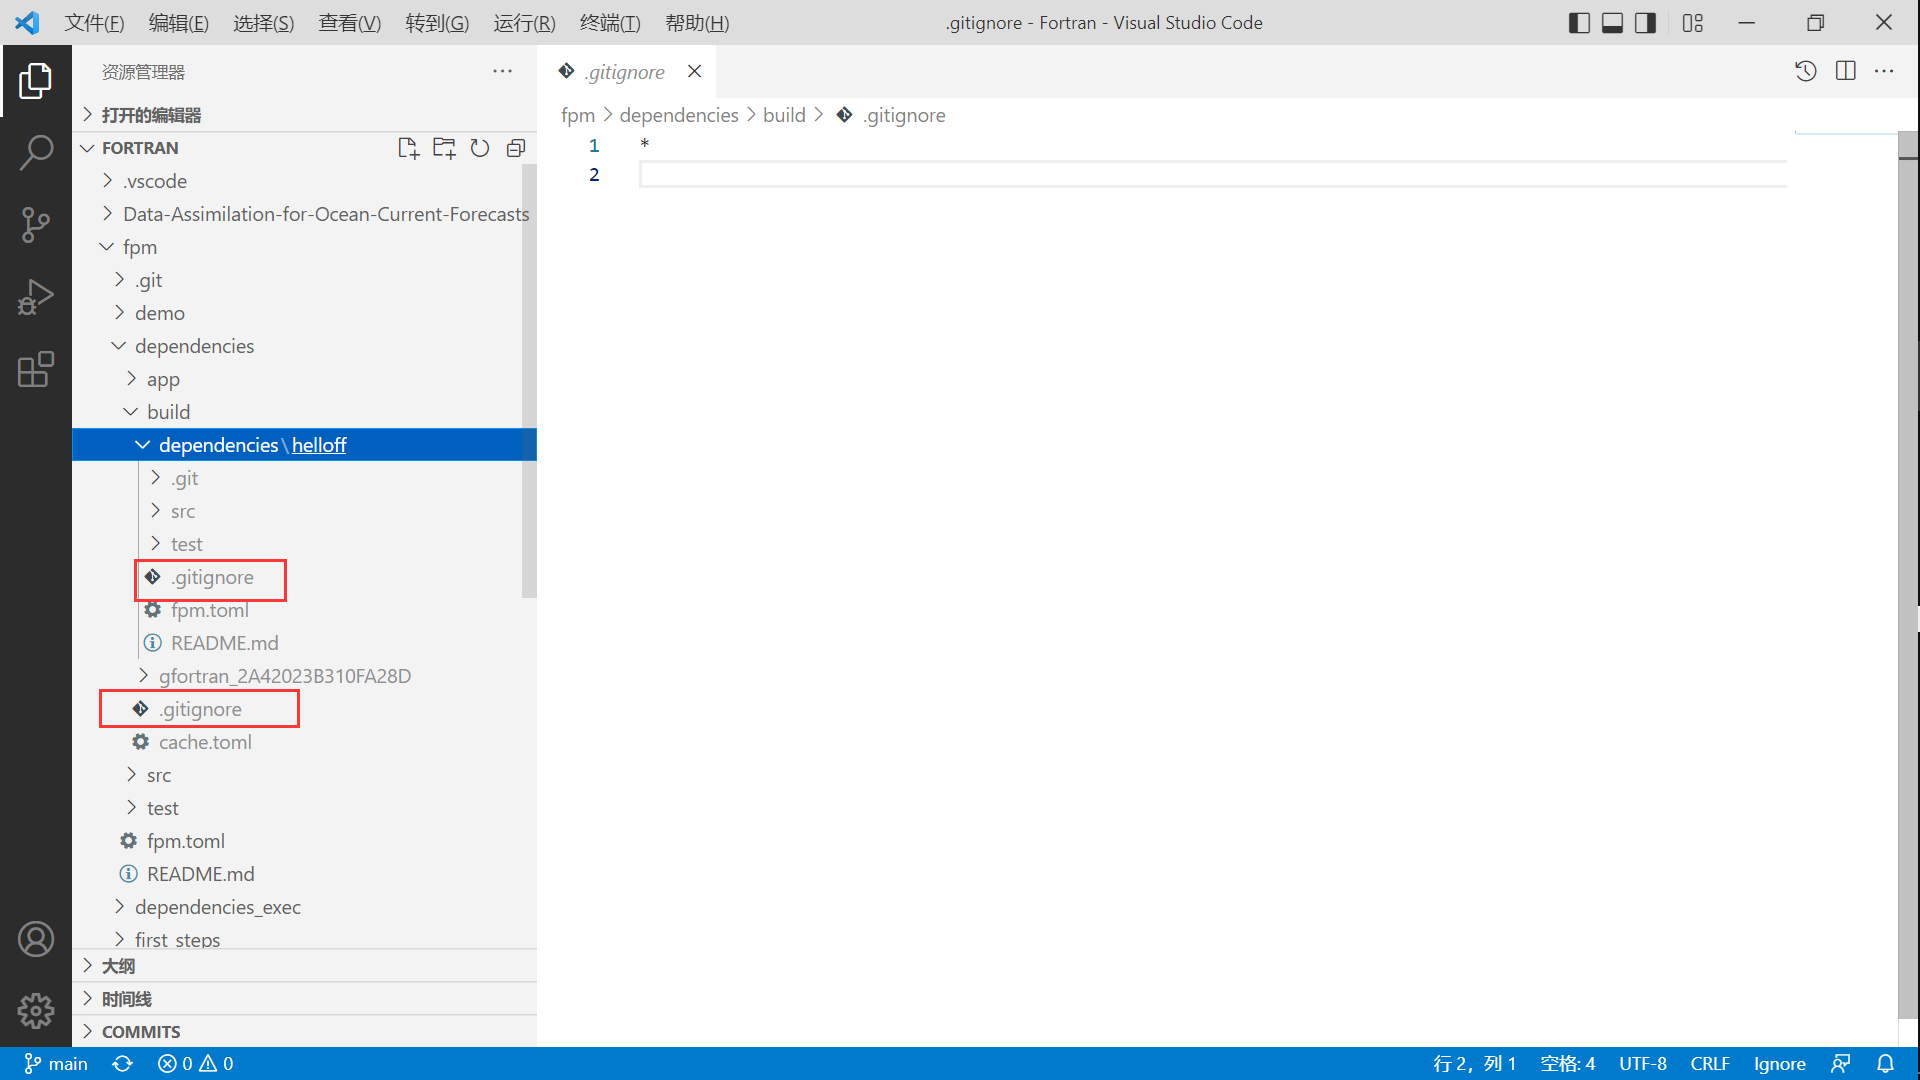 文件(F) 编辑(E) 选择(S) 查看(V) 转到(G) 运行(R) 终端(T) 帮助(H) .gitignore - Fortran - Visual Studio Code
资源管理器
打开的编辑器
FORTRAN
.vscode
Data-Assimilation-for-Ocean-Current-Forecasts
fpm
.git
demo
dependencies
app
build
dependencies\helloff
.git
src
test
.gitignore
fpm.toml
README.md
gfortran_2A42023B310FA28D
.gitignore
cache.toml
src
test
fpm.toml
README.md
dependencies_exec
first_steps
大纲
时间线
COMMITS
.gitignore
fpm > dependencies > build > .gitignore
1 *
2
main 0 0 行 2，列 1 空格: 4 UTF-8 CRLF Ignore